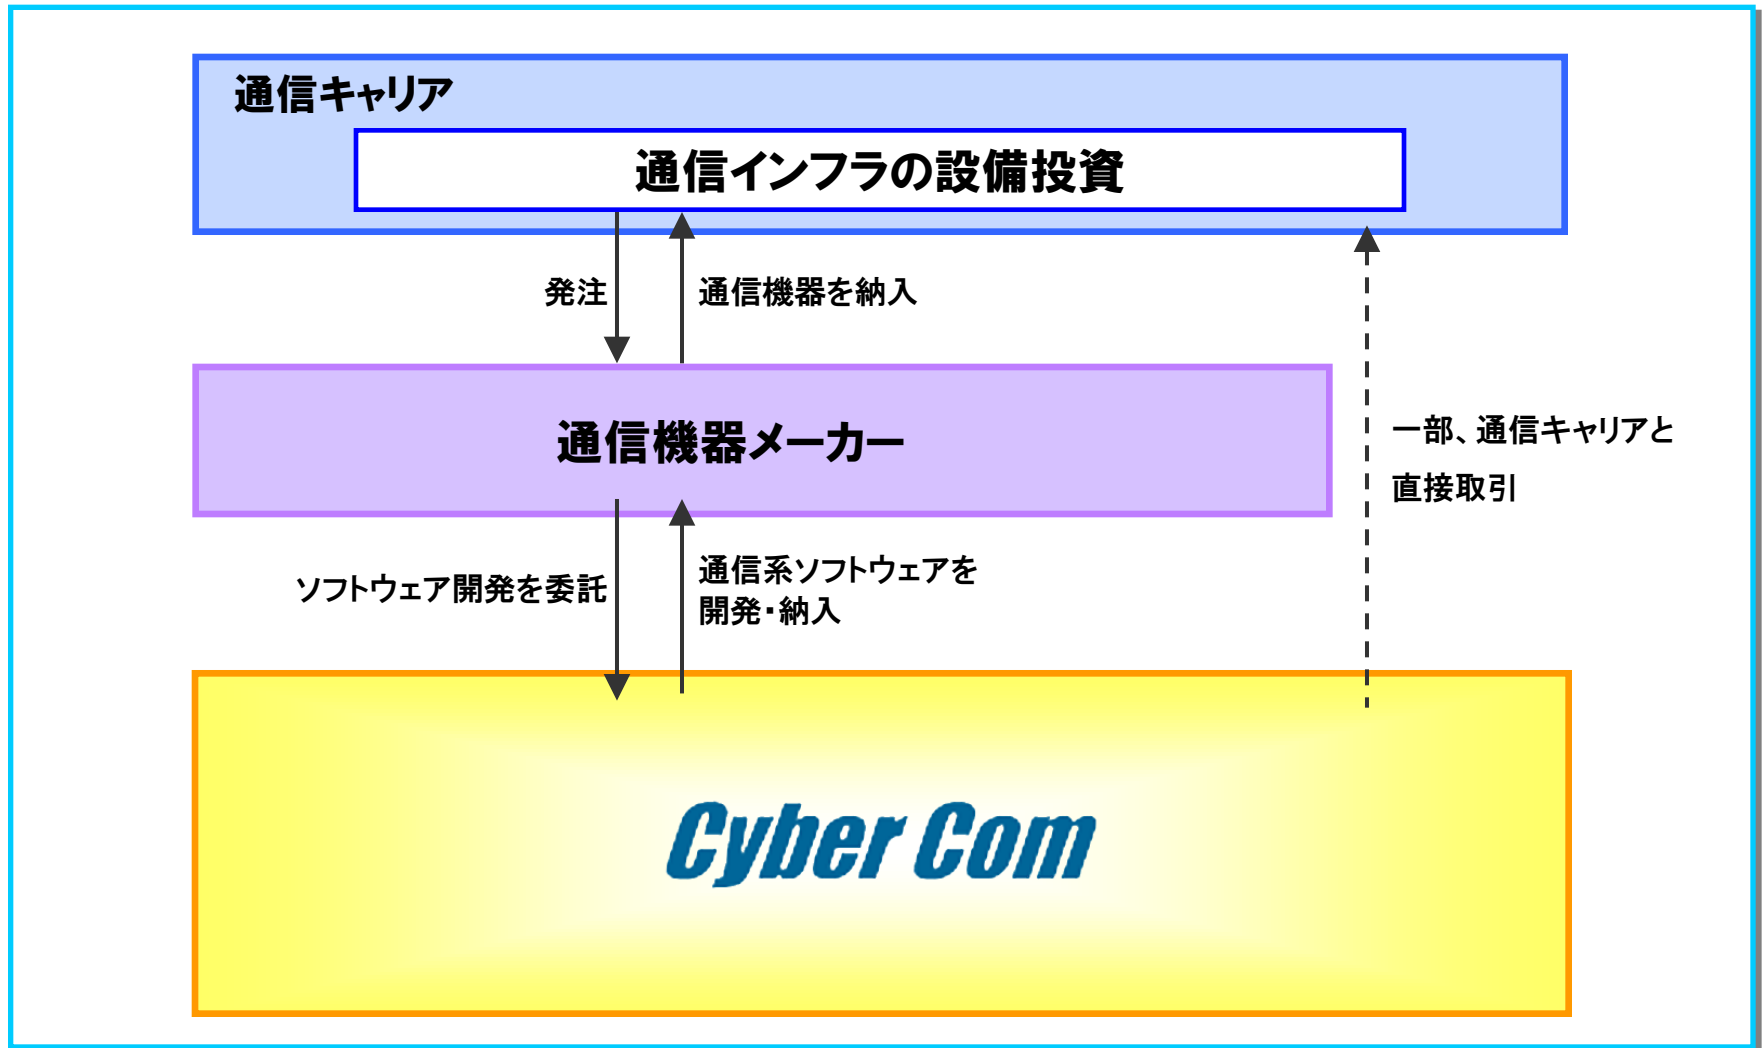 通信キャリア
通信インフラの設備投資
発注
通信機器を納入
通信機器メーカー
一部、通信キャリアと
直接取引
ソフトウェア開発を委託
通信系ソフトウェアを
開発・納入
Cyber Com